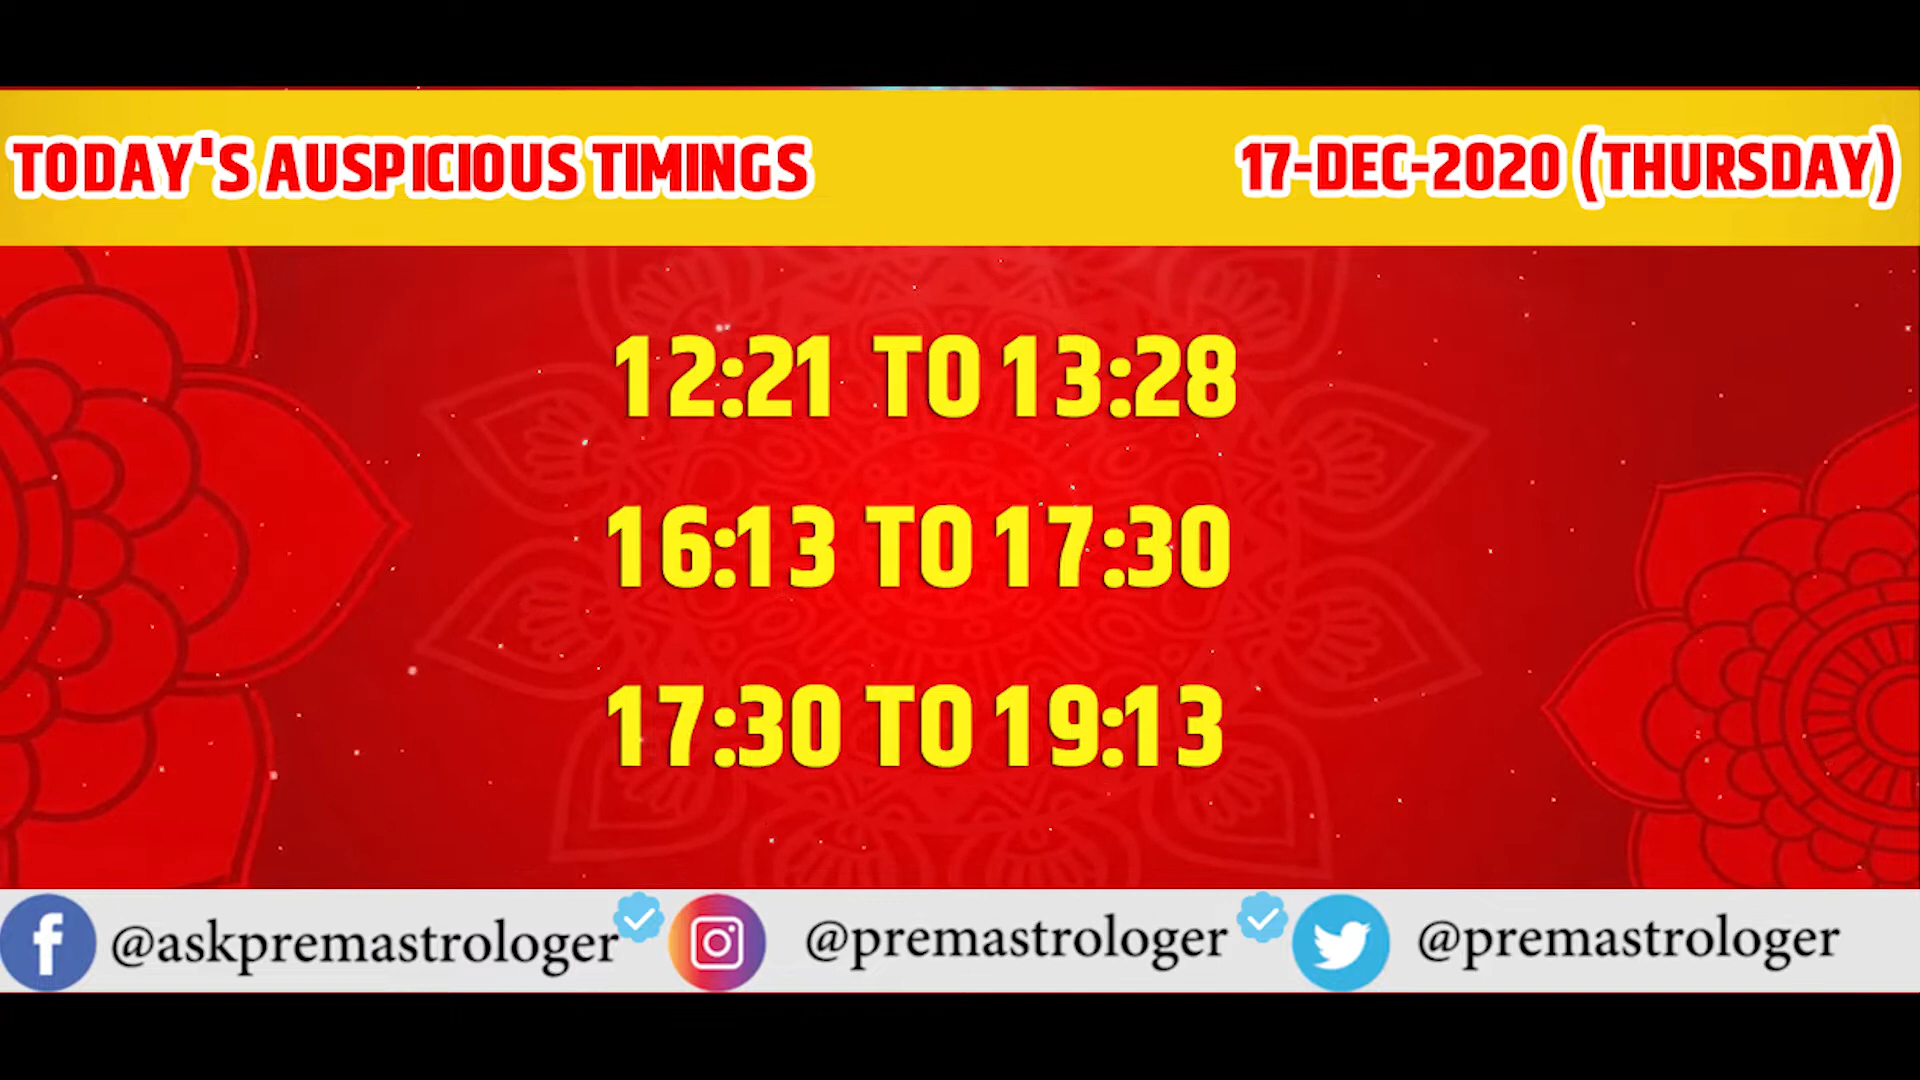 TODAY'S AUSPICIOUS TIMINGS 17-DEC-2020 (THURSDAY)
12:21 TO 13:28
16:13 TO 17:30
17:30 TO 19:13
@askpremastrologer @premastrologer @premastrologer